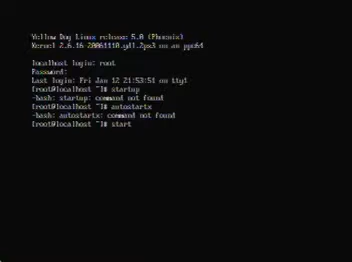 Yellow Dog Linux release 5.0 (Phoenix)
Kernel 2.6.16-20061110.ydl.2ps3 on an ppc64
localhost login: root
Password:
Last login: Fri Jan 12 21:53:51 on tty1
[root@localhost ~]# startup
-bash: startup: command not found
[root@localhost ~]# autostartx
-bash: autostartx: command not found
[root@localhost ~]# start